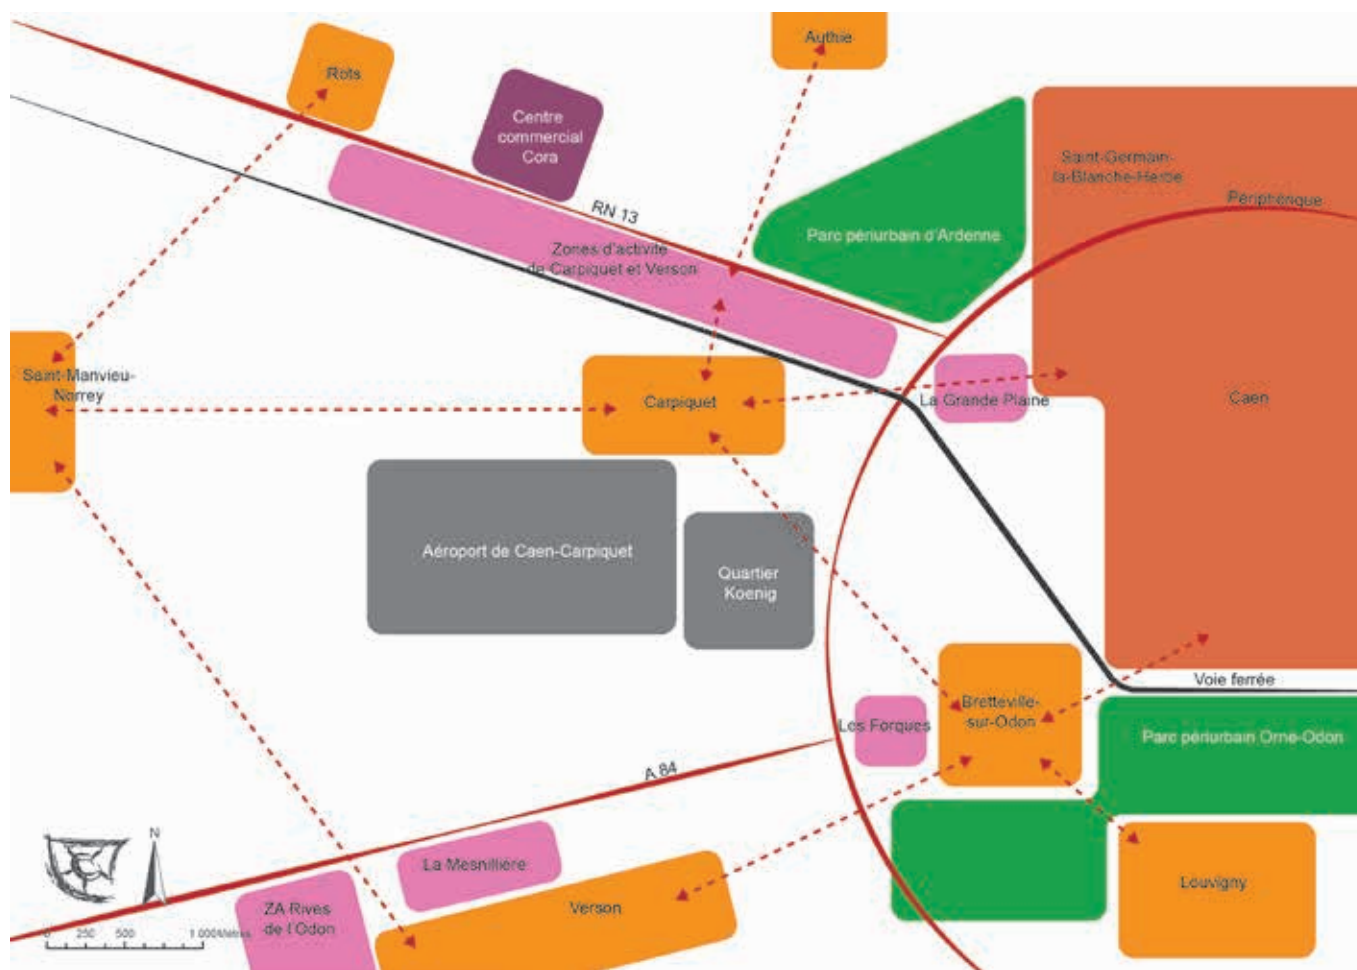 Authie
Rots
Centre
commercial
Cora
Saint-Germain-
la-Blanche-Herbe
Périphérique
RN 13
Parc périurbain d'Ardenne
Zones d'activité
de Carpiquet et Verson
Saint-Manvieu-
Norrey
Carpiquet
La Grande Plaine
Caen
Aéroport de Caen-Carpiquet
Quartier
Koenig
Voie ferrée
Bretteville-
sur-Odon
Les Forques
Parc périurbain Orne-Odon
A 84
N
La Mesnillière
Louvigny
ZA Rives
de l'Odon
Verson
0 250 500 1 000 Mètres